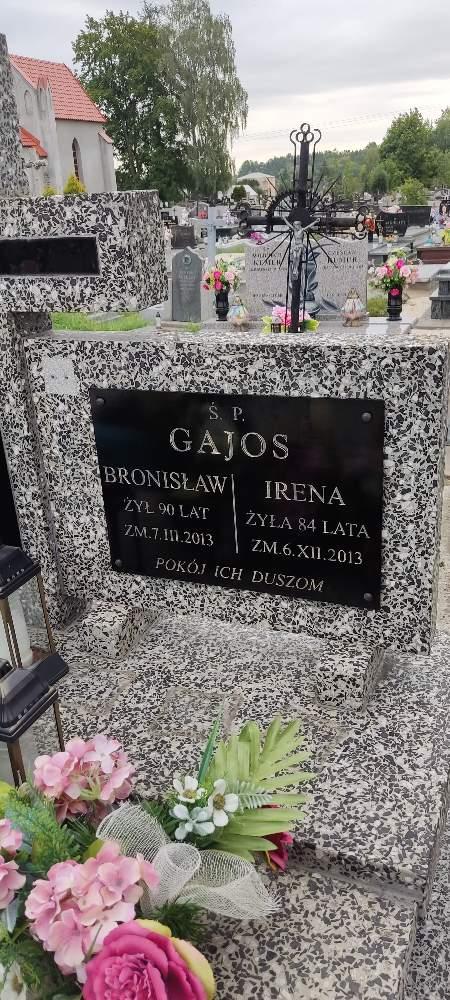 Ś. P.
GAJOS
BRONISŁAW
ŻYŁ 90 LAT
ZM.7.III.2013
IRENA
ŻYŁA 84 LATA
ZM.6.XII.2013
POKÓJ ICH DUSZOM